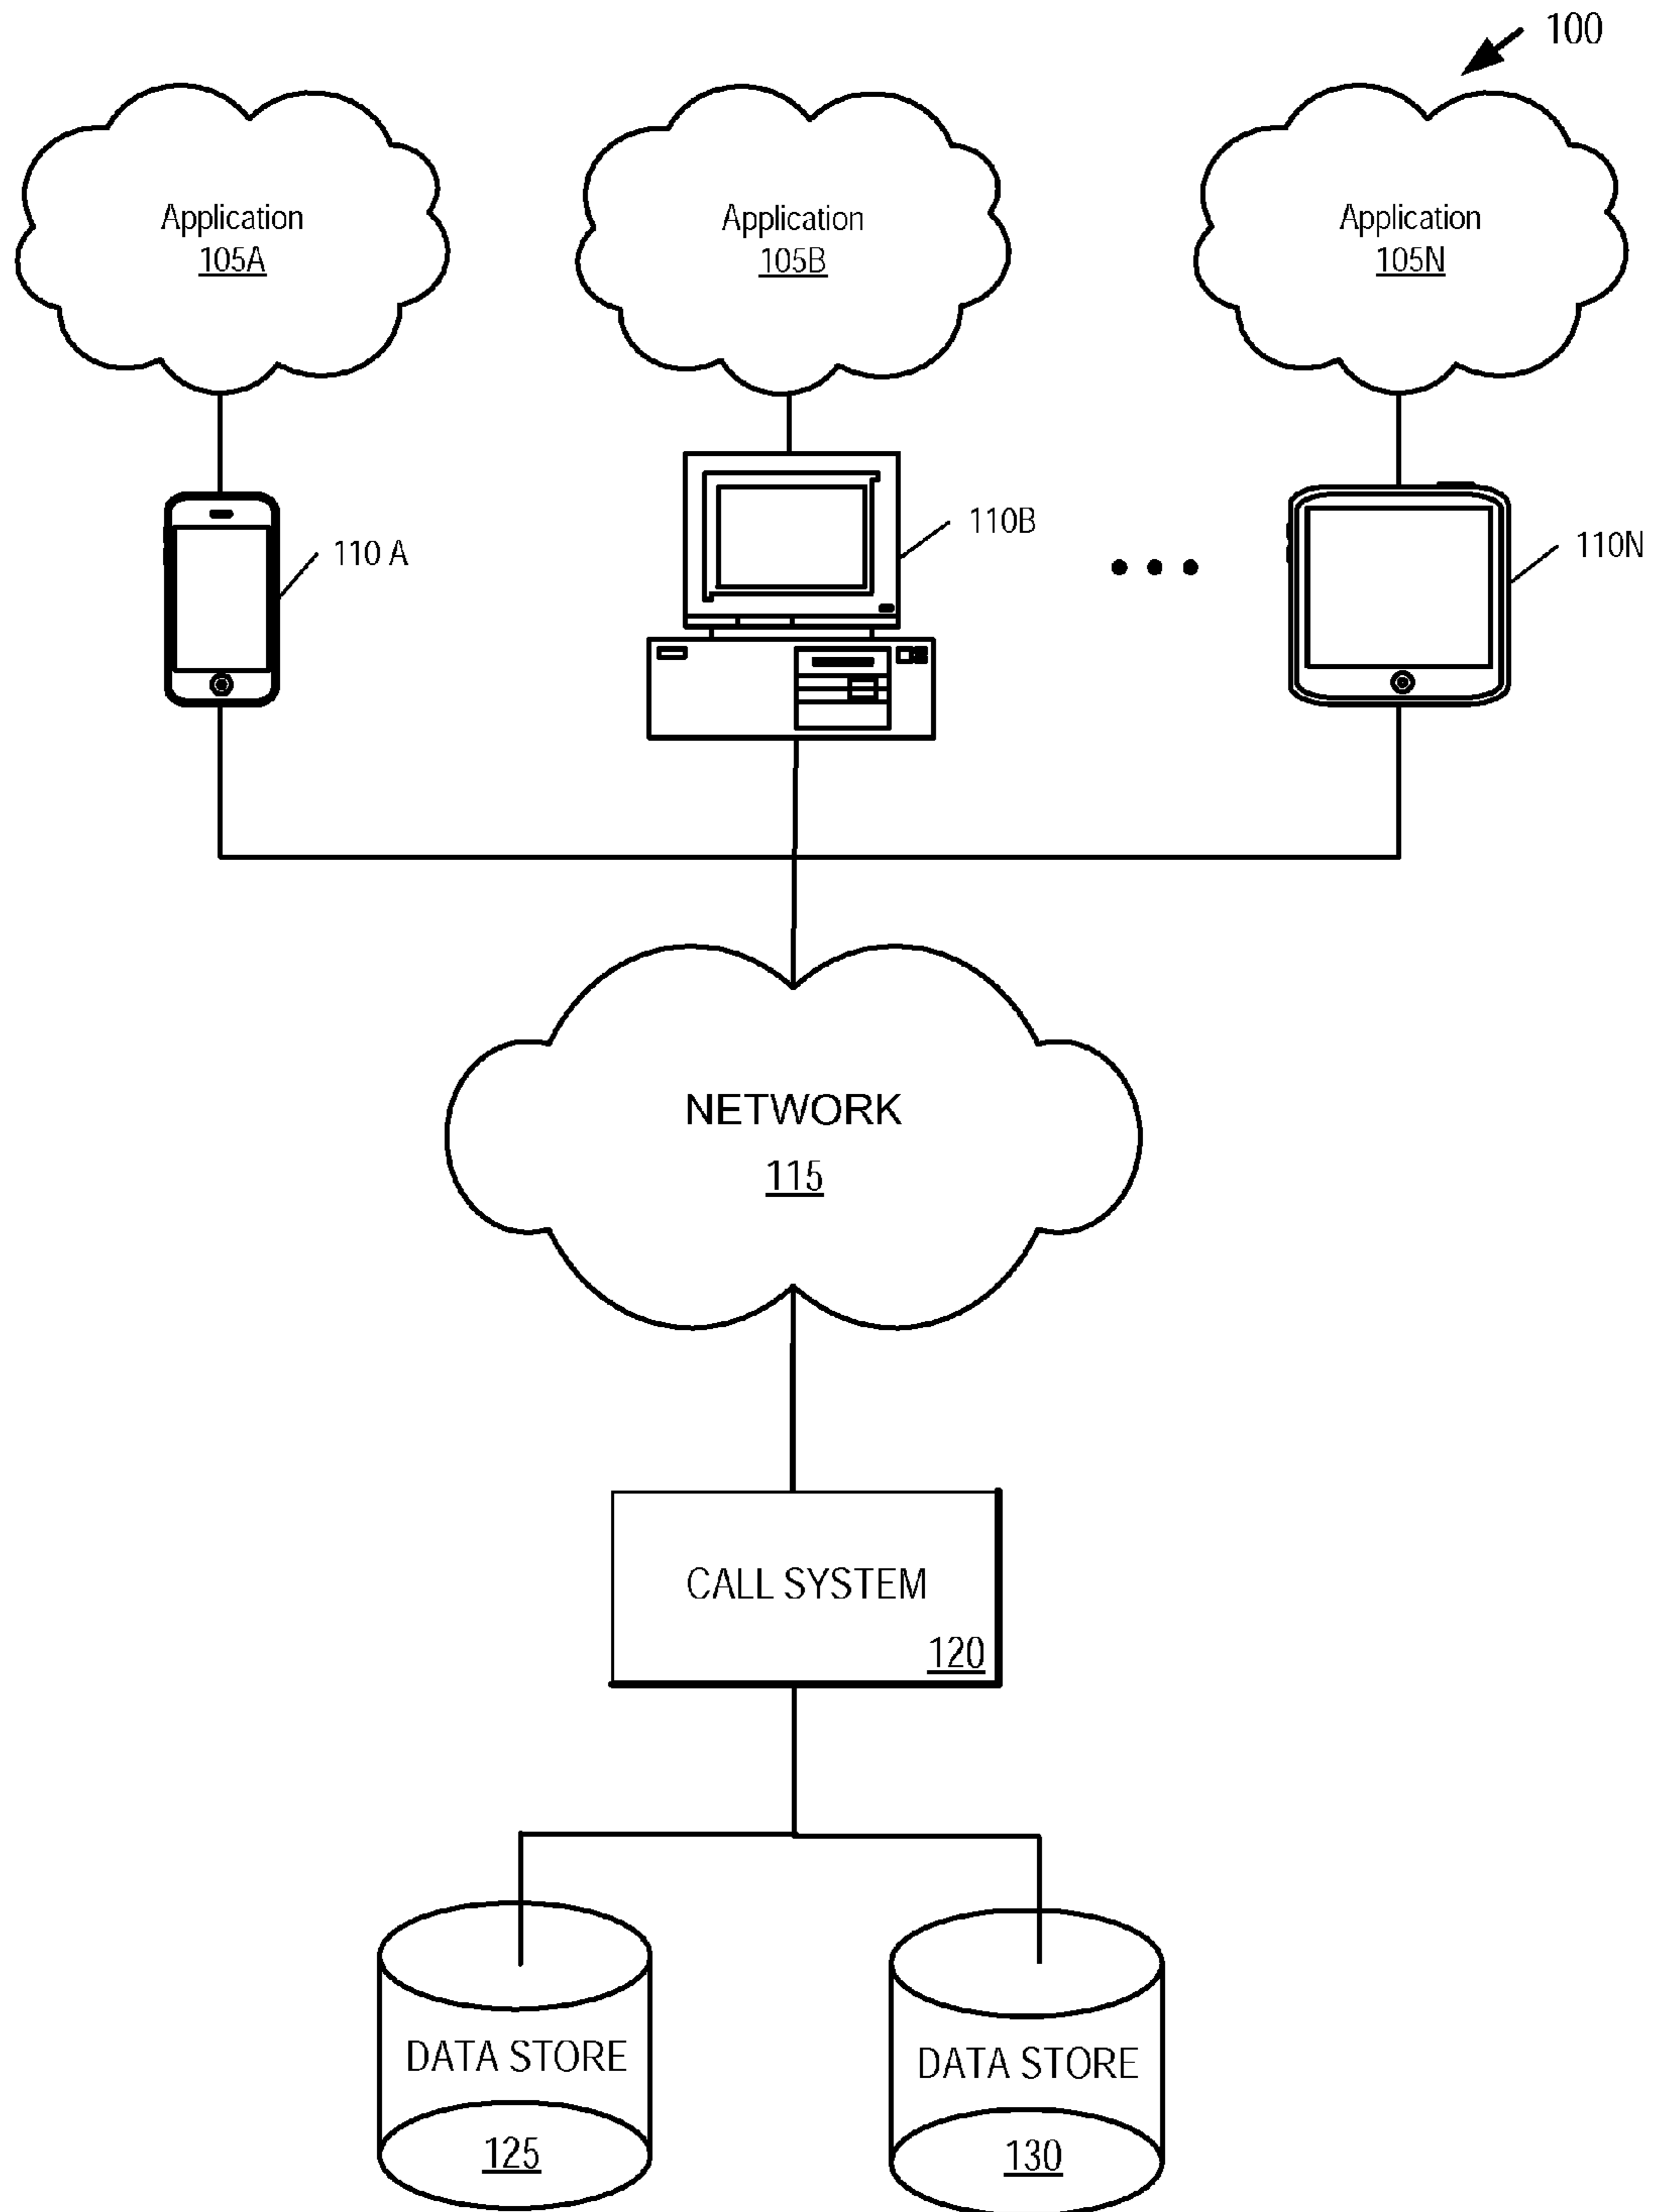 100
Application
105A
Application
105B
Application
105N
110 A
110B
110N
NETWORK
115
CALL SYSTEM
120
DATA STORE
125
DATA STORE
130